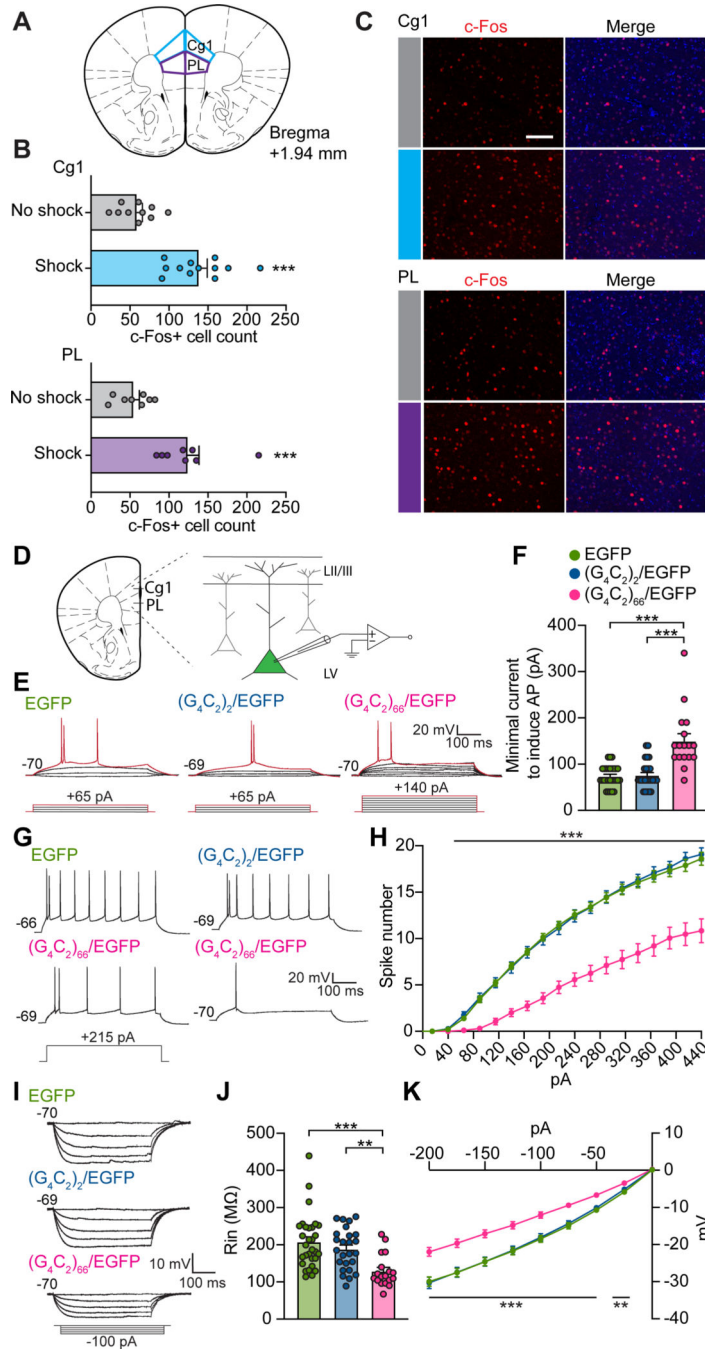 A
Cg1
PL
Bregma
+1.94 mm
B
Cg1
No shock
Shock
***
0 50 100 150 200 250
c-Fos+ cell count
PL
No shock
Shock
***
0 50 100 150 200 250
c-Fos+ cell count
C
Cg1
c-Fos
Merge
PL
c-Fos
Merge
D
Cg1
PL
LII/III
LV
E
EGFP
(G4C2)2/EGFP
(G4C2)66/EGFP
-70
-69
-70
20 mV
100 ms
+65 pA
+65 pA
+140 pA
F
EGFP
(G4C2)2/EGFP
(G4C2)66/EGFP
***
***
Minimal current
to induce AP (pA)
400
300
200
100
0
G
EGFP
(G4C2)2/EGFP
-66
-69
(G4C2)66/EGFP
(G4C2)66/EGFP
-69
-70
20 mV
100 ms
+215 pA
H
***
Spike number
20
15
10
5
0
0 40 80 120 160 200 240 280 320 360 400 440
pA
I
EGFP
-70
(G4C2)2/EGFP
-69
(G4C2)66/EGFP
-70
10 mV
100 ms
-100 pA
J
***
**
Rin (MΩ)
500
400
300
200
100
0
K
pA
-200 -150 -100 -50
10
0
-10
-20
-30
-40
mV
***
**